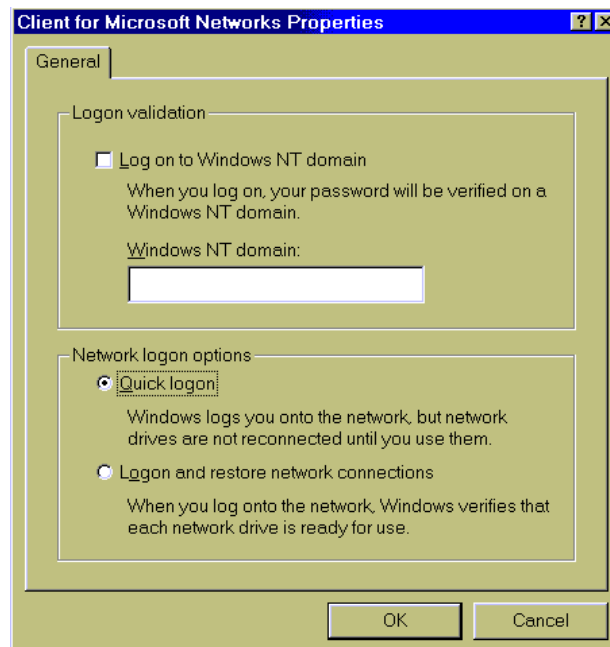 Client for Microsoft Networks Properties
General
Logon validation
Log on to Windows NT domain
When you log on, your password will be verified on a
Windows NT domain.
Windows NT domain:
Network logon options
Quick logon
Windows logs you onto the network, but network
drives are not reconnected until you use them.
Logon and restore network connections
When you log onto the network, Windows verifies that
each network drive is ready for use.
OK Cancel